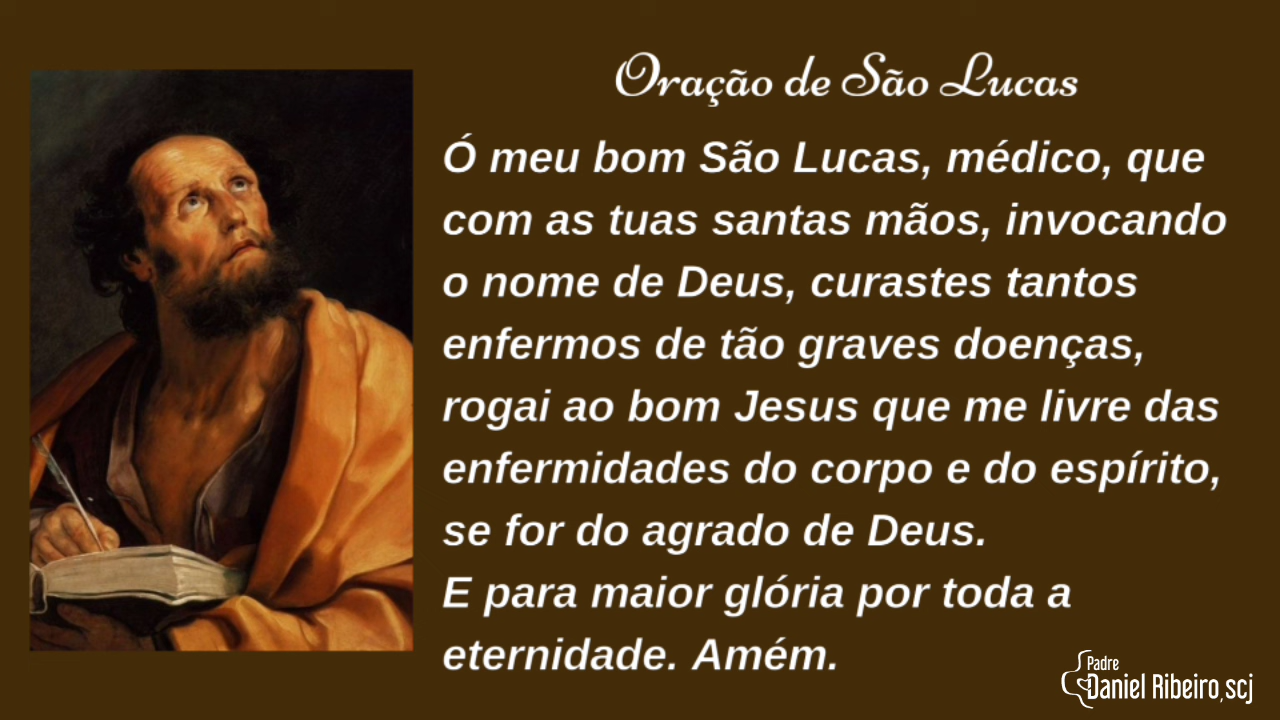 Oração de São Lucas
Ó meu bom São Lucas, médico, que
com as tuas santas mãos, invocando
o nome de Deus, curastes tantos
enfermos de tão graves doenças,
rogai ao bom Jesus que me livre das
enfermidades do corpo e do espírito,
se for do agrado de Deus.
E para maior glória por toda a
eternidade. Amém.
Padre
Daniel Ribeiro, scj